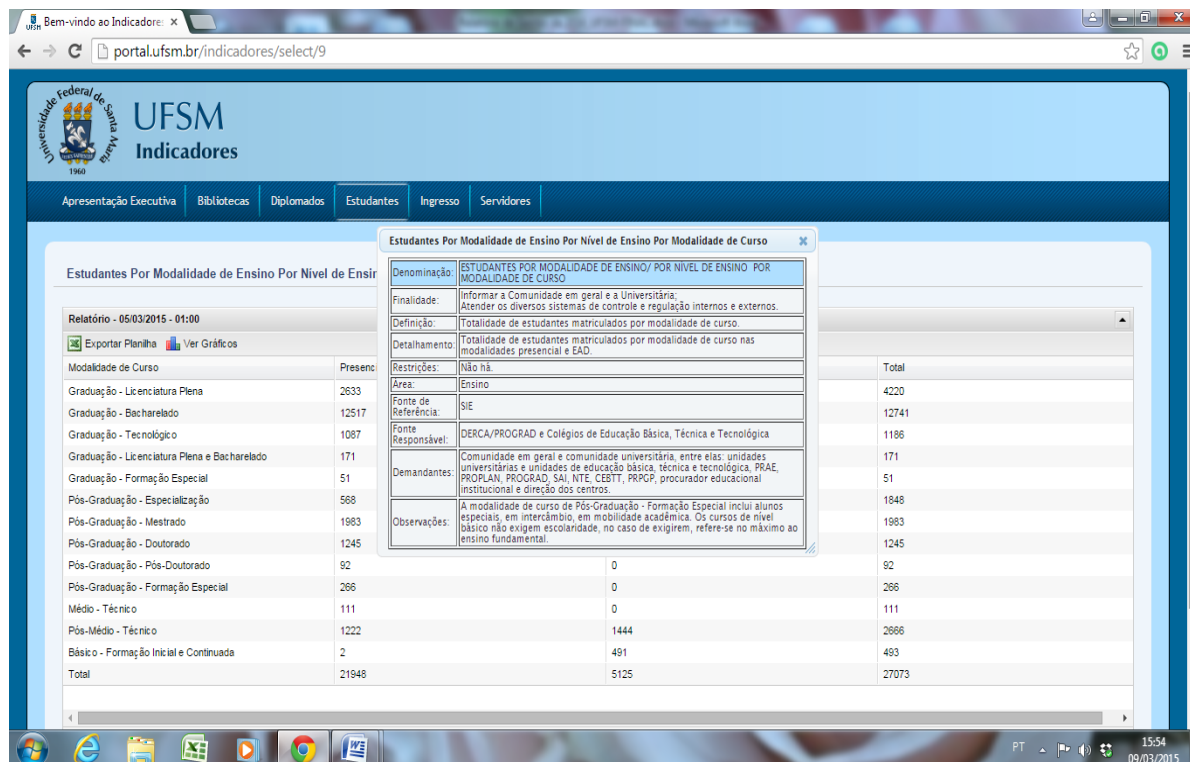 Bem-vindo ao Indicadores
portal.ufsm.br/indicadores/select/9
Universidade Federal de Santa Maria
1960
UFSM
Indicadores
Apresentação Executiva Bibliotecas Diplomados Estudantes Ingresso Servidores
Estudantes Por Modalidade de Ensino Por Nível de Ensin
Estudantes Por Modalidade de Ensino Por Nível de Ensino Por Modalidade de Curso
Denominação: ESTUDANTES POR MODALIDADE DE ENSINO/ POR NÍVEL DE ENSINO POR
MODALIDADE DE CURSO
Finalidade: Informar a Comunidade em geral e a Universitária;
Atender os diversos sistemas de controle e regulação internos e externos.
Definição: Totalidade de estudantes matriculados por modalidade de curso.
Detalhamento: Totalidade de estudantes matriculados por modalidade de curso nas
modalidades presencial e EAD.
Restrições: Não há.
Área: Ensino
Fonte de
Referência: SIE
Fonte
Responsável: DERCA/PROGRAD e Colégios de Educação Básica, Técnica e Tecnológica
Demandantes: Comunidade em geral e comunidade universitária, entre elas: unidades
universitárias e unidades de educação básica, técnica e tecnológica, PRAE,
PROPLAN, PROGRAD, SAI, NTE, CEBTT, PRPGP, procurador educacional
institucional e direção dos centros.
Observações: A modalidade de curso de Pós-Graduação - Formação Especial inclui alunos
especiais, em intercâmbio, em mobilidade acadêmica. Os cursos de nível
básico não exigem escolaridade, no caso de exigirem, refere-se no máximo ao
ensino fundamental.
Relatório - 05/03/2015 - 01:00
Exportar Planilha Ver Gráficos
Modalidade de Curso Presenc Total
Graduação - Licenciatura Plena 2633 4220
Graduação - Bacharelado 12517 12741
Graduação - Tecnológico 1087 1186
Graduação - Licenciatura Plena e Bacharelado 171 171
Graduação - Formação Especial 51 51
Pós-Graduação - Especialização 568 1848
Pós-Graduação - Mestrado 1983 1983
Pós-Graduação - Doutorado 1245 1245
Pós-Graduação - Pós-Doutorado 92 0 92
Pós-Graduação - Formação Especial 266 0 266
Médio - Técnico 111 0 111
Pós-Médio - Técnico 1222 1444 2666
Básico - Formação Inicial e Continuada 2 491 493
Total 21948 5125 27073
PT 15:54
09/03/2015